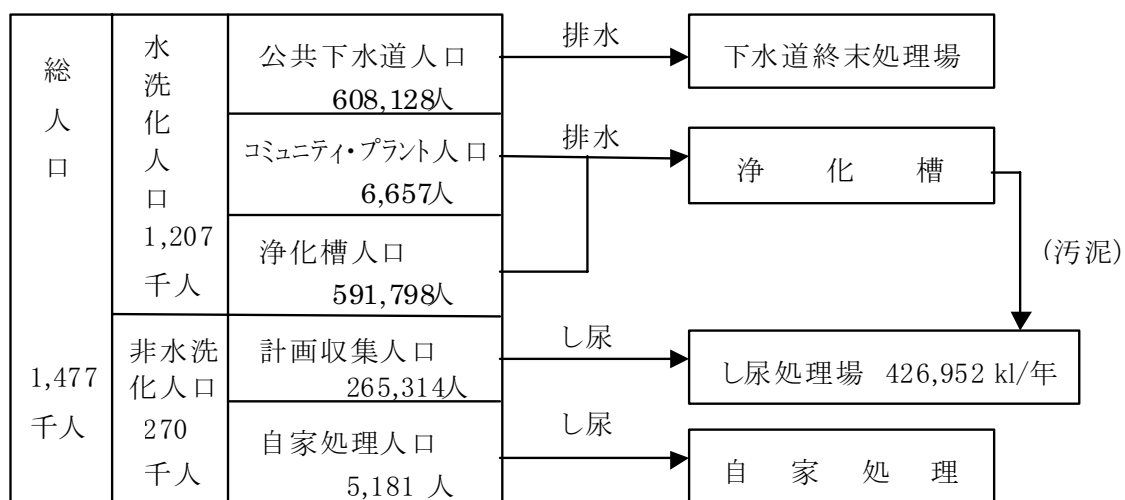 総人口
1,477
千人
水洗化人口
1,207
千人
非水洗
化人口
270
千人
公共下水道人口
608,128人
コミュニティ・プラント人口
6,657人
浄化槽人口
591,798人
計画収集人口
265,314人
自家処理人口
5,181 人
排水
排水
し尿
し尿
下水道終末処理場
浄化槽
(汚泥)
し尿処理場 426,952 kl/年
自家処理